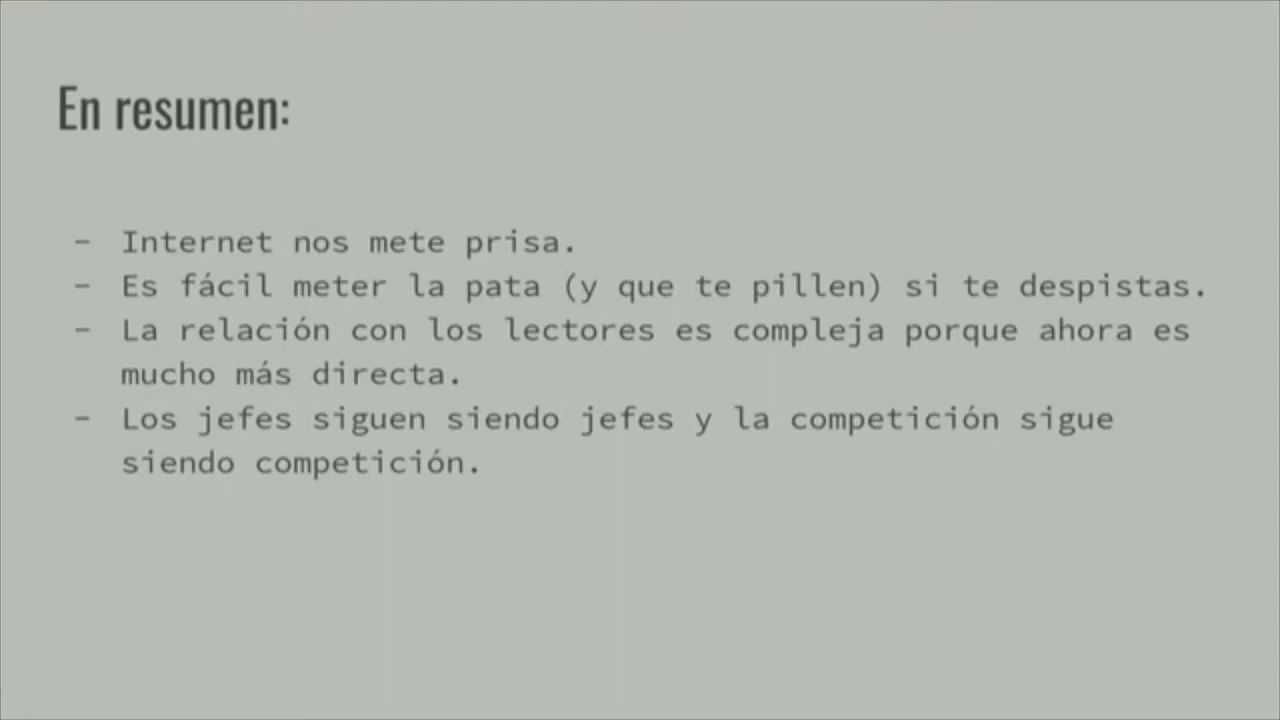 En resumen:
- Internet nos mete prisa.
- Es fácil meter la pata (y que te pillen) si te despistas.
- La relación con los lectores es compleja porque ahora es
mucho más directa.
- Los jefes siguen siendo jefes y la competición sigue
siendo competición.